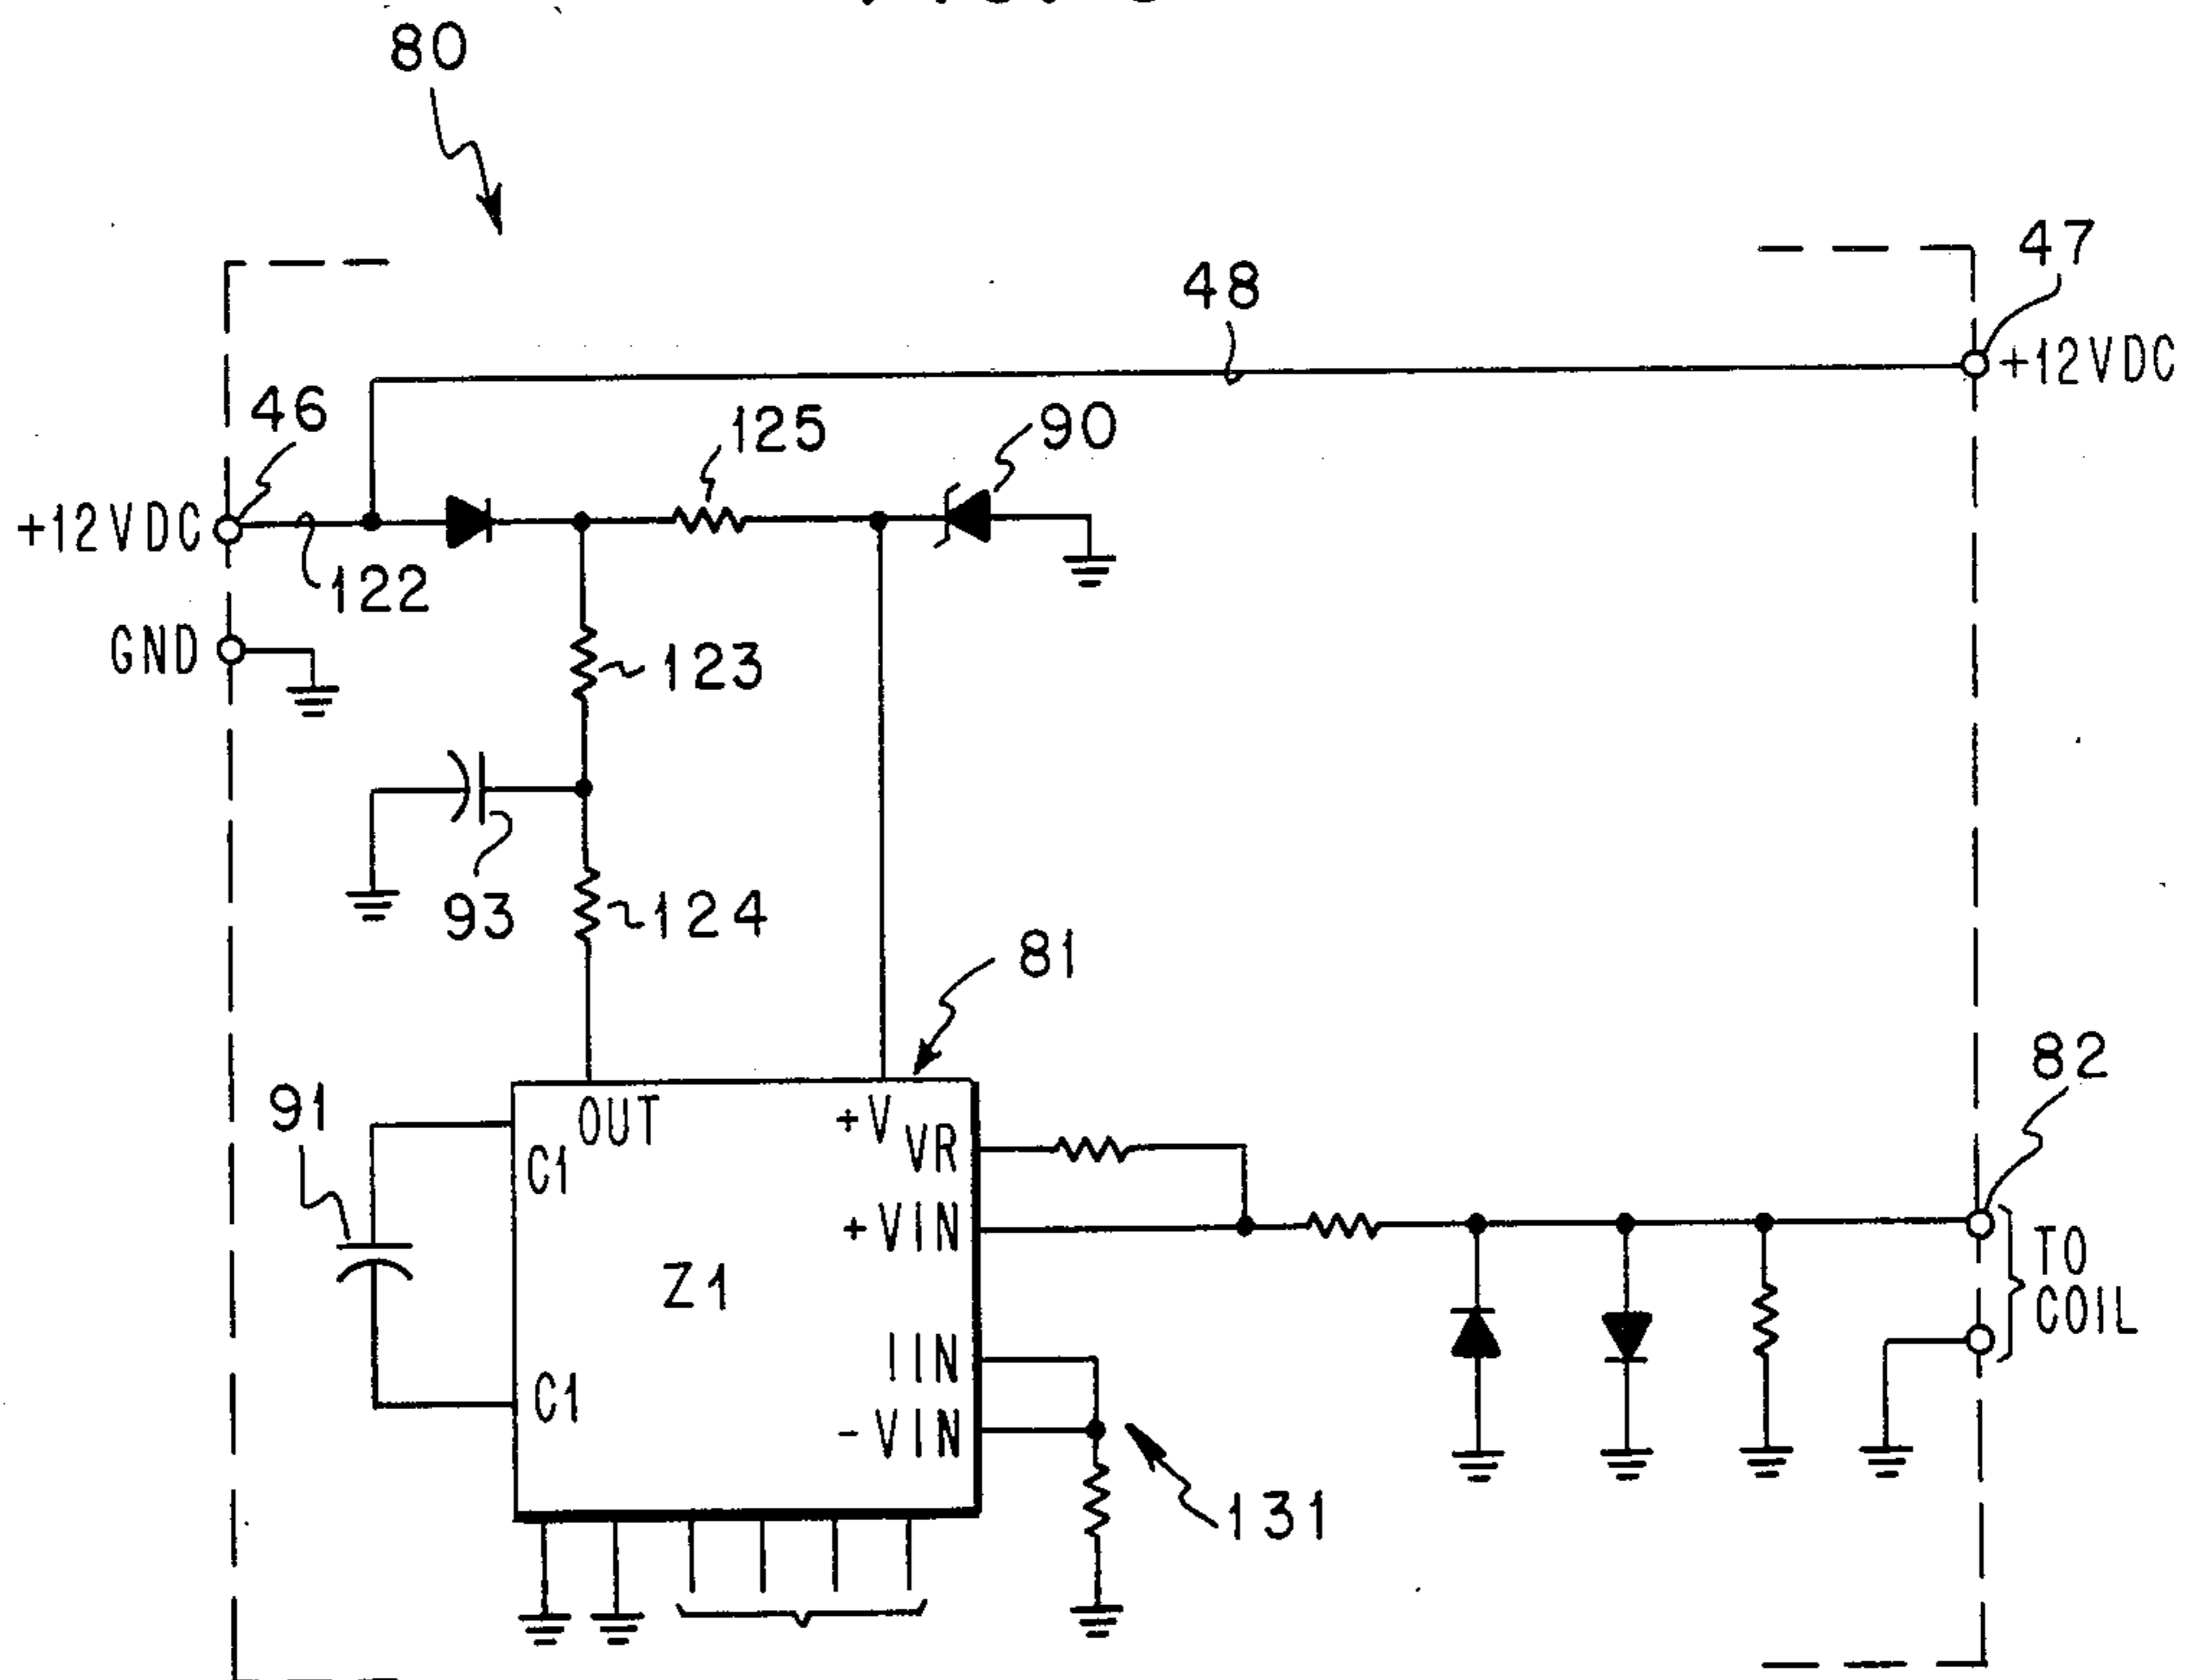 80
47
48
+12VDC
46
125
90
+12VDC
122
GND
123
93
124
81
82
91
OUT
+V
VR
C1
+VIN
TO
COIL
Z1
IIN
C1
-VIN
131